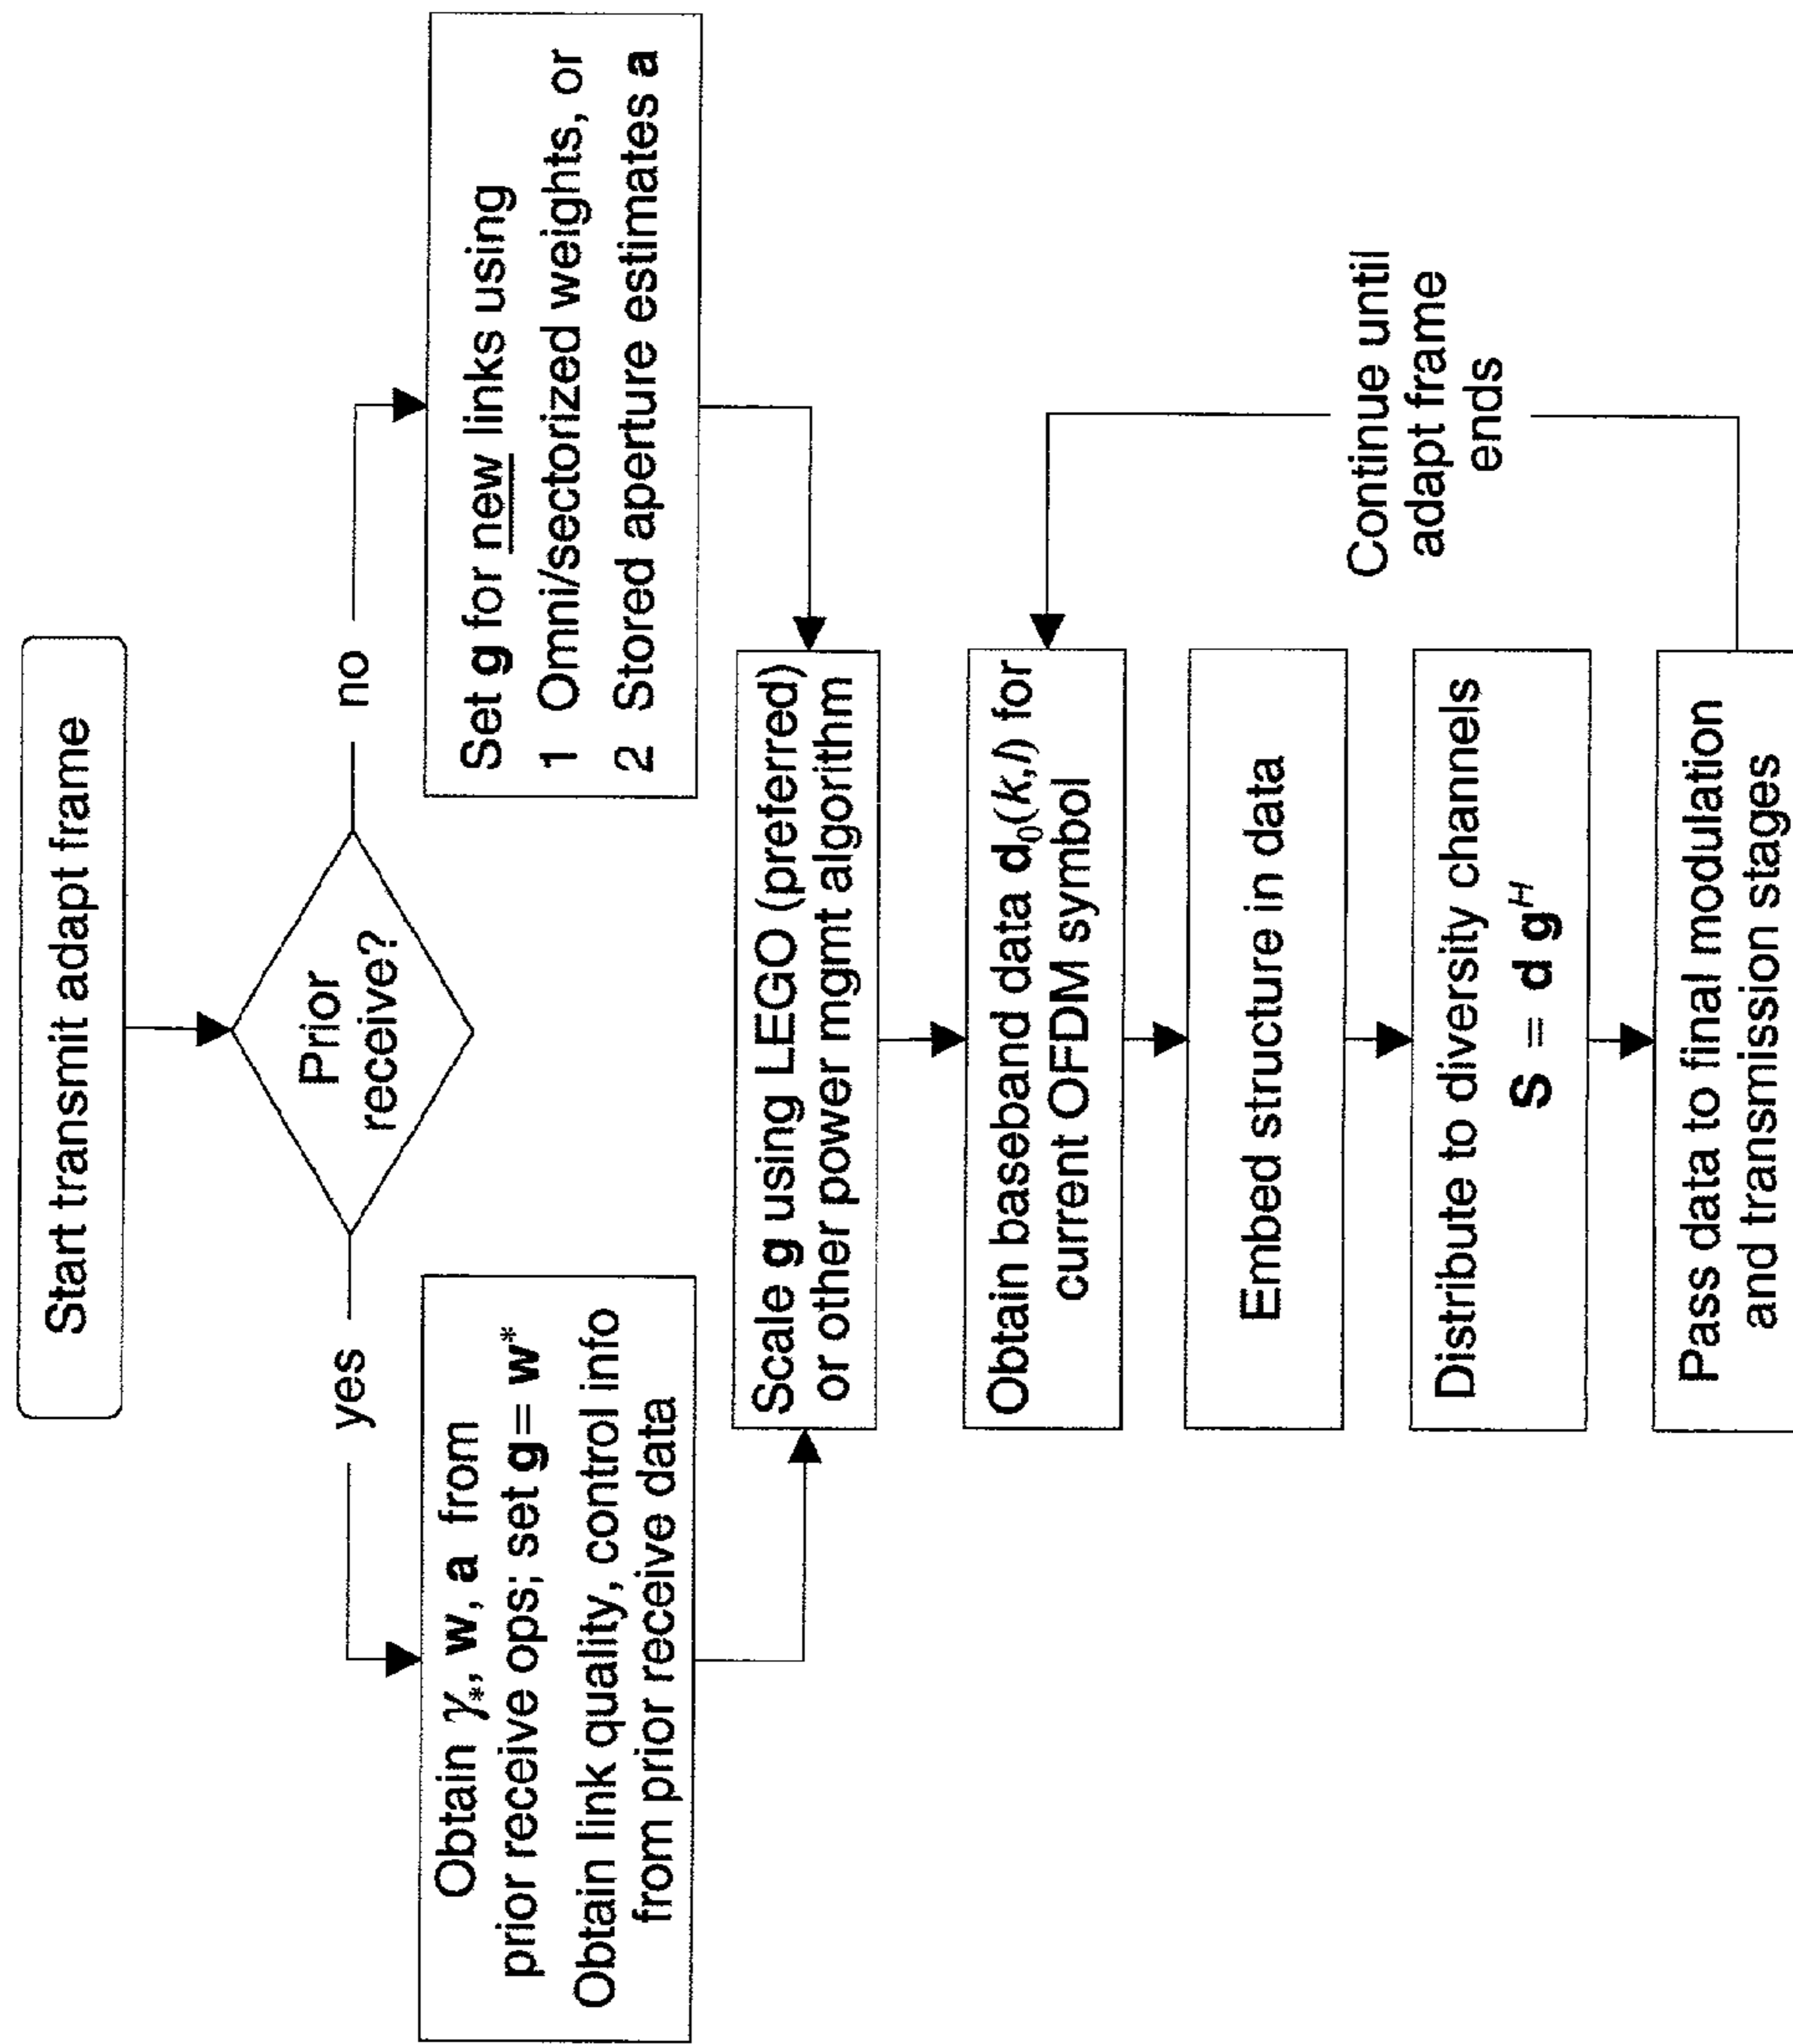 Start transmit adapt frame
Prior
receive?
yes
no
Obtain γ*, w, a from
prior receive ops; set g = w*
Obtain link quality, control info
from prior receive data
Set g for new links using
1 Omni/sectorized weights, or
2 Stored aperture estimates a
Scale g using LEGO (preferred)
or other power mgmt algorithm
Obtain baseband data d₀(k,l) for
current OFDM symbol
Embed structure in data
Distribute to diversity channels
S = d gᴴ
Pass data to final modulation
and transmission stages
Continue until
adapt frame
ends